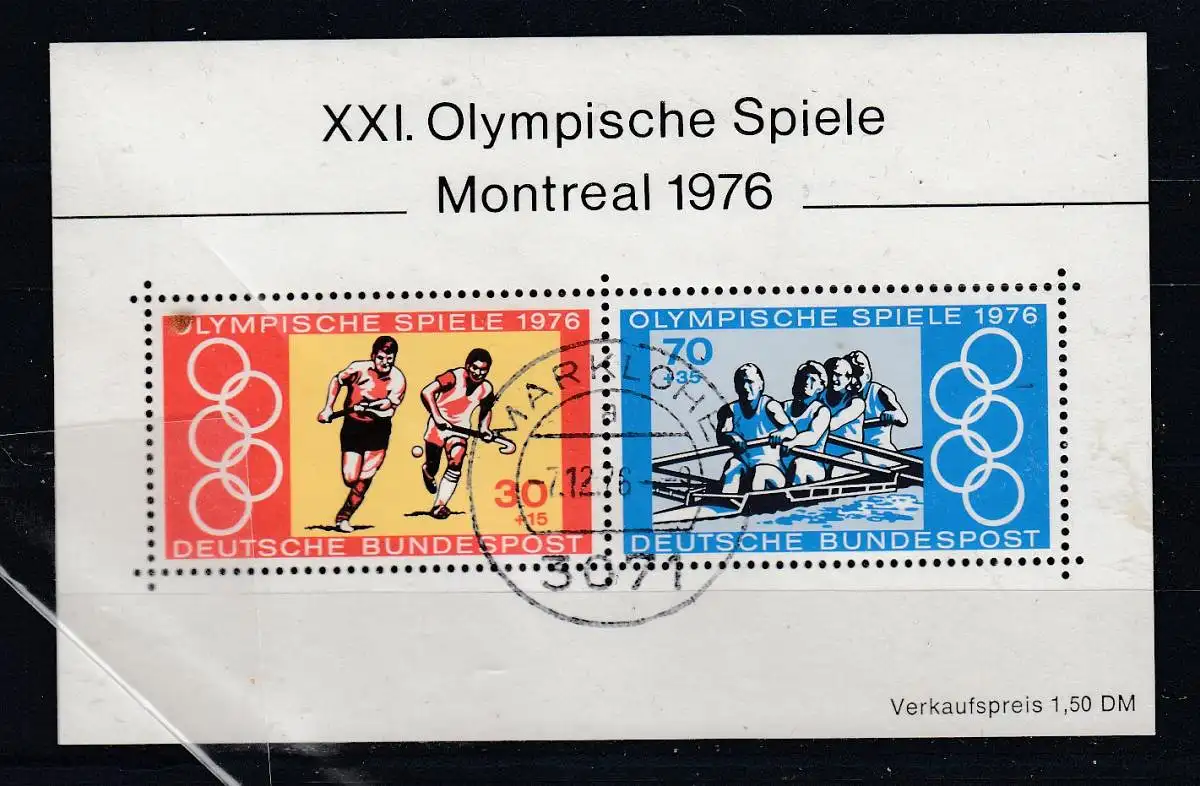 XXI. Olympische Spiele
Montreal 1976
OLYMPISCHE SPIELE 1976
30
+15
DEUTSCHE BUNDESPOST
OLYMPISCHE SPIELE 1976
70
+35
DEUTSCHE BUNDESPOST
MARKLOHE
a
7.12.76
3071
Verkaufspreis 1,50 DM